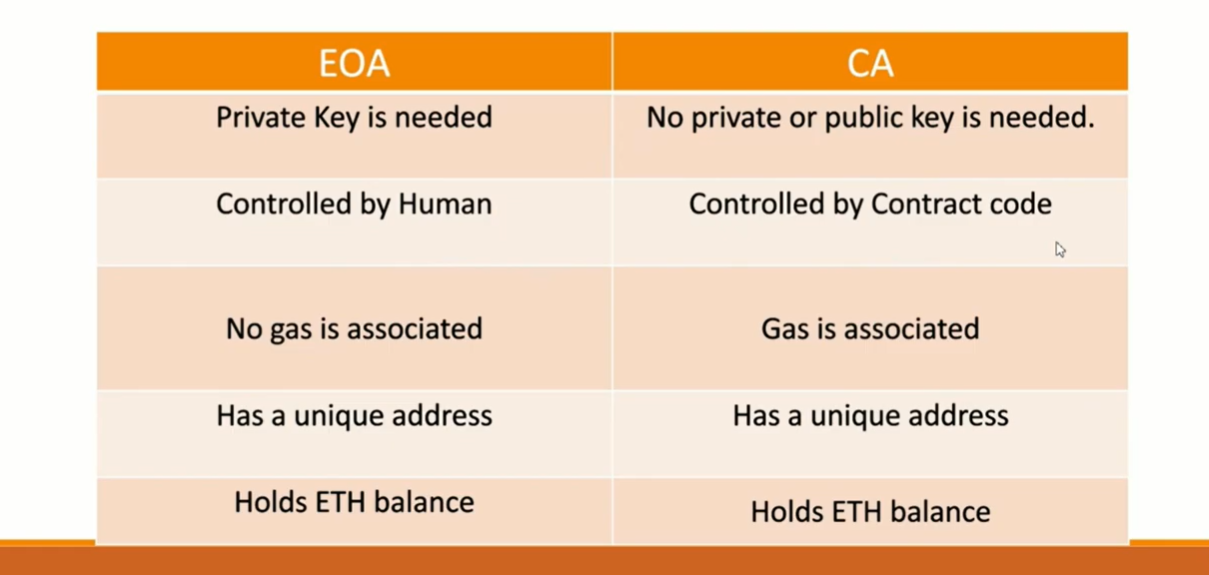 EOA
CA
Private Key is needed
No private or public key is needed.
Controlled by Human
Controlled by Contract code
No gas is associated
Gas is associated
Has a unique address
Has a unique address
Holds ETH balance
Holds ETH balance